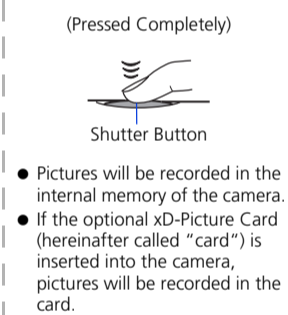 (Pressed Completely)
Shutter Button
● Pictures will be recorded in the
internal memory of the camera.
● If the optional xD-Picture Card
(hereinafter called “card“) is
inserted into the camera,
pictures will be recorded in the
card.